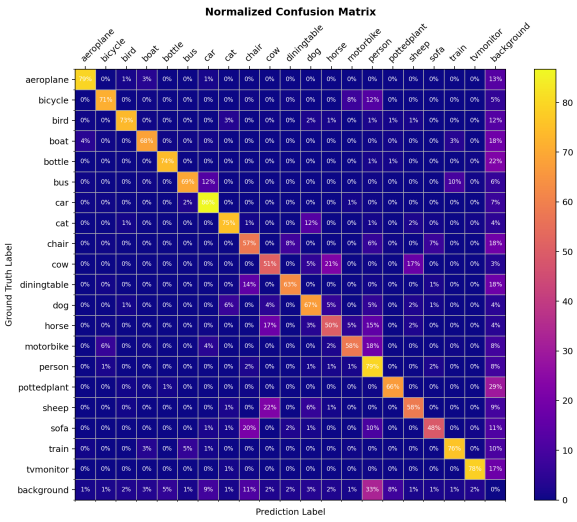 Normalized Confusion Matrix
aeroplane bicycle bird boat bottle bus car cat chair cow diningtable dog horse motorbike person pottedplant sheep sofa train tvmonitor background
aeroplane 79% 0% 1% 3% 0% 0% 1% 0% 0% 0% 0% 0% 0% 0% 0% 0% 0% 0% 0% 0% 13%
bicycle 0% 71% 0% 0% 0% 0% 0% 0% 0% 0% 0% 0% 0% 8% 12% 0% 0% 0% 0% 0% 5%
bird 0% 0% 73% 0% 0% 0% 0% 3% 0% 0% 0% 2% 1% 0% 1% 1% 1% 0% 0% 0% 12%
boat 4% 0% 0% 68% 0% 0% 0% 0% 0% 0% 0% 0% 0% 0% 0% 0% 0% 0% 3% 0% 18%
bottle 0% 0% 0% 0% 74% 0% 0% 0% 0% 0% 0% 0% 0% 0% 1% 1% 0% 0% 0% 0% 22%
bus 0% 0% 0% 0% 0% 69% 12% 0% 0% 0% 0% 0% 0% 0% 0% 0% 0% 0% 10% 0% 6%
car 0% 0% 0% 0% 0% 2% 0% 0% 0% 0% 0% 0% 1% 0% 0% 0% 0% 0% 0% 7%
cat 0% 0% 1% 0% 0% 0% 0% 75% 1% 0% 0% 12% 0% 0% 1% 0% 2% 0% 0% 0% 4%
chair 0% 0% 0% 0% 0% 0% 0% 0% 57% 0% 8% 0% 0% 0% 6% 0% 0% 7% 0% 0% 18%
cow 0% 0% 0% 0% 0% 0% 0% 0% 0% 51% 0% 5% 21% 0% 0% 0% 17% 0% 0% 0% 3%
diningtable 0% 0% 0% 0% 0% 0% 0% 0% 14% 0% 63% 0% 0% 0% 0% 0% 2% 1% 0% 0% 18%
dog 0% 0% 1% 0% 0% 0% 0% 6% 0% 4% 0% 67% 5% 0% 5% 0% 2% 1% 0% 0% 4%
horse 0% 0% 0% 0% 0% 0% 0% 0% 0% 17% 0% 3% 50% 5% 15% 0% 2% 0% 0% 0% 4%
motorbike 0% 6% 0% 0% 0% 0% 4% 0% 0% 0% 0% 0% 2% 58% 18% 0% 0% 0% 0% 0% 8%
person 0% 1% 0% 0% 0% 0% 0% 0% 2% 0% 0% 1% 1% 1% 79% 0% 0% 2% 0% 0% 8%
pottedplant 0% 0% 0% 0% 1% 0% 0% 0% 0% 0% 0% 0% 0% 0% 0% 66% 0% 0% 0% 0% 29%
sheep 0% 0% 0% 0% 0% 0% 0% 1% 0% 22% 0% 6% 1% 0% 0% 0% 58% 0% 0% 0% 9%
sofa 0% 0% 0% 0% 0% 0% 1% 1% 20% 0% 2% 1% 0% 0% 10% 0% 0% 48% 0% 0% 11%
train 0% 0% 0% 3% 0% 5% 1% 0% 0% 0% 0% 0% 0% 0% 0% 0% 0% 0% 76% 0% 10%
tvmonitor 0% 0% 0% 0% 0% 0% 0% 1% 0% 0% 0% 0% 0% 0% 0% 0% 0% 0% 0% 17%
background 1% 1% 2% 3% 5% 1% 9% 1% 11% 2% 2% 3% 2% 1% 33% 8% 1% 1% 1% 2% 0%
Ground Truth Label
Prediction Label
80
70
60
50
40
30
20
10
0